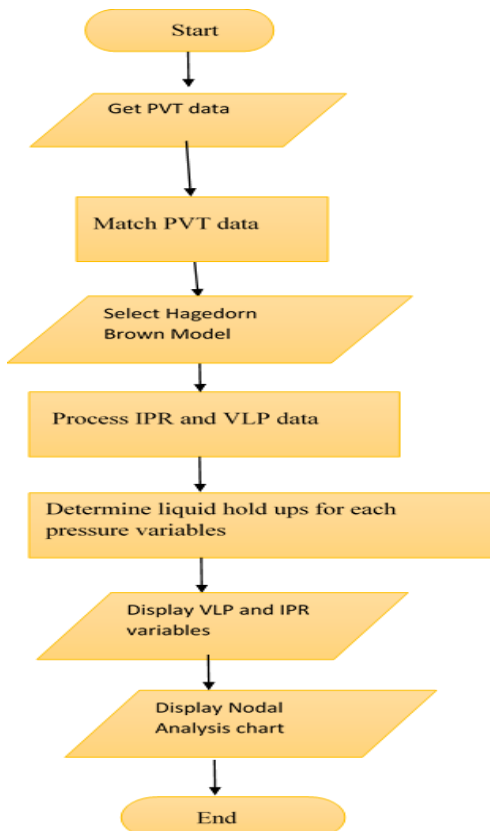 Start
Get PVT data
Match PVT data
Select Hagedorn
Brown Model
Process IPR and VLP data
Determine liquid hold ups for each
pressure variables
Display VLP and IPR
variables
Display Nodal
Analysis chart
End